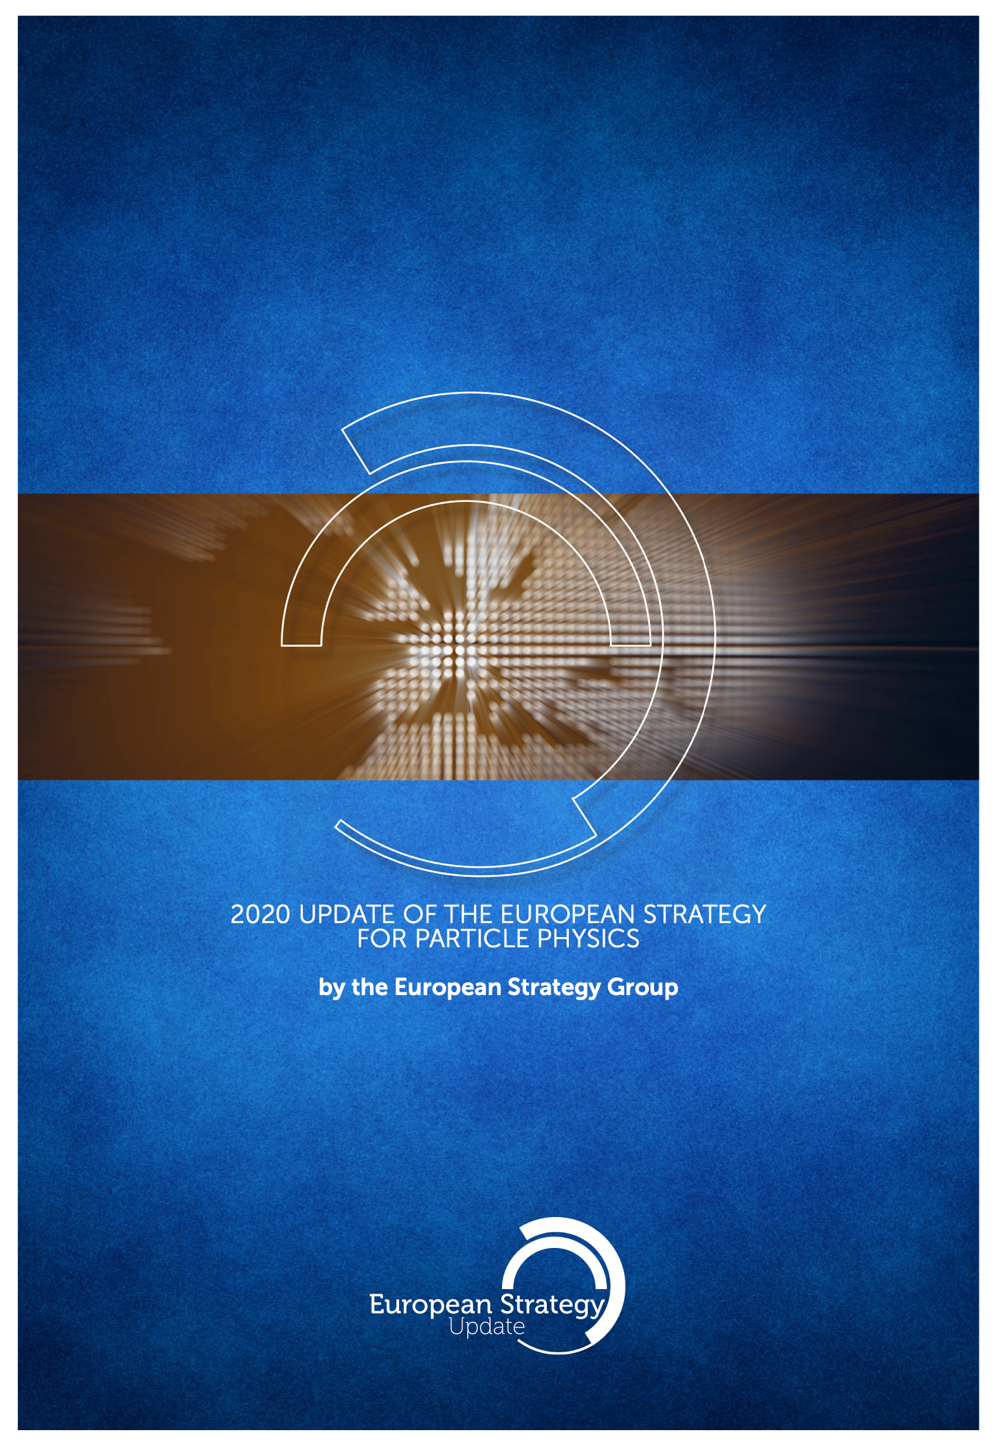 2020 UPDATE OF THE EUROPEAN STRATEGY
FOR PARTICLE PHYSICS
by the European Strategy Group
European Strategy
Update